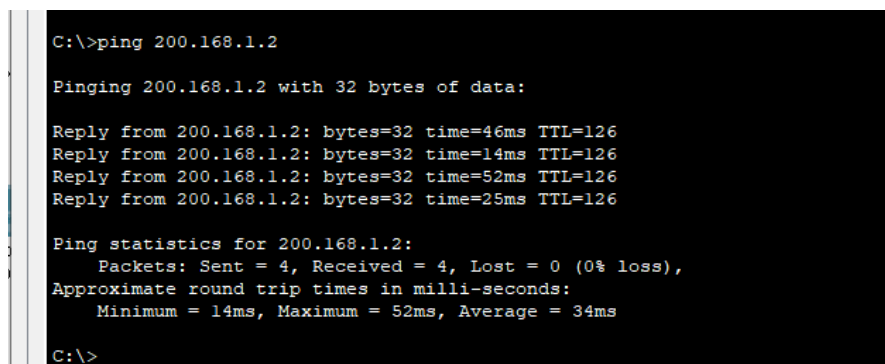 C:\>ping 200.168.1.2
Pinging 200.168.1.2 with 32 bytes of data:
Reply from 200.168.1.2: bytes=32 time=46ms TTL=126
Reply from 200.168.1.2: bytes=32 time=14ms TTL=126
Reply from 200.168.1.2: bytes=32 time=52ms TTL=126
Reply from 200.168.1.2: bytes=32 time=25ms TTL=126
Ping statistics for 200.168.1.2:
    Packets: Sent = 4, Received = 4, Lost = 0 (0% loss),
Approximate round trip times in milli-seconds:
    Minimum = 14ms, Maximum = 52ms, Average = 34ms
C:\>